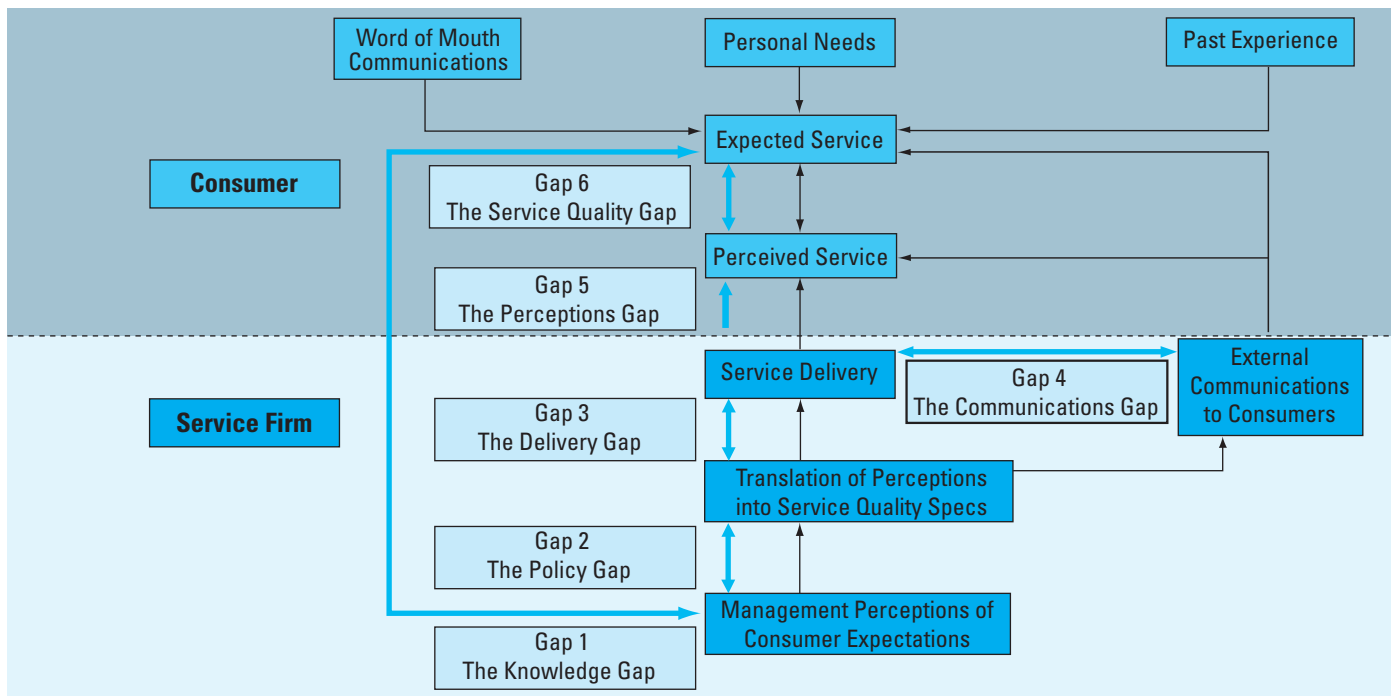 Word of Mouth
Communications
Personal Needs
Past Experience
Expected Service
Consumer
Gap 6
The Service Quality Gap
Perceived Service
Gap 5
The Perceptions Gap
Service Delivery
External
Communications
to Consumers
Gap 4
The Communications Gap
Service Firm
Gap 3
The Delivery Gap
Translation of Perceptions
into Service Quality Specs
Gap 2
The Policy Gap
Management Perceptions of
Consumer Expectations
Gap 1
The Knowledge Gap